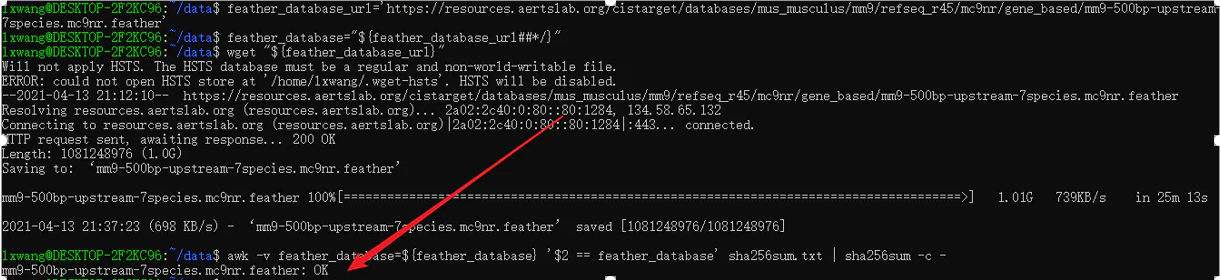 lxwang@DESKTOP-2F2KC96:~/data$ feather_database_url='https://resources.aertslab.org/cistarget/databases/mus_musculus/mm9/refseq_r45/mc9nr/gene_based/mm9-500bp-upstream-
7species.mc9nr.feather'
lxwang@DESKTOP-2F2KC96:~/data$ feather_database="${feather_database_url##*/}"
lxwang@DESKTOP-2F2KC96:~/data$ wget "${feather_database_url}"
Will not apply HSTS. The HSTS database must be a regular and non-world-writable file.
ERROR: could not open HSTS store at '/home/lxwang/.wget-hsts'. HSTS will be disabled.
--2021-04-13 21:12:10--  https://resources.aertslab.org/cistarget/databases/mus_musculus/mm9/refseq_r45/mc9nr/gene_based/mm9-500bp-upstream-7species.mc9nr.feather
Resolving resources.aertslab.org (resources.aertslab.org)... 2a02:2c40:0:80::80:1284, 134.58.65.132
Connecting to resources.aertslab.org (resources.aertslab.org)|2a02:2c40:0:80::80:1284|:443... connected.
HTTP request sent, awaiting response... 200 OK
Length: 1081248976 (1.0G)
Saving to: ‘mm9-500bp-upstream-7species.mc9nr.feather’
mm9-500bp-upstream-7species.mc9nr.feather 100%[=============================================================================>]   1.01G   739KB/s    in 25m 13s
2021-04-13 21:37:23 (698 KB/s) - ‘mm9-500bp-upstream-7species.mc9nr.feather’ saved [1081248976/1081248976]
lxwang@DESKTOP-2F2KC96:~/data$ awk -v feather_database=${feather_database} '$2 == feather_database' sha256sum.txt | sha256sum -c -
mm9-500bp-upstream-7species.mc9nr.feather: OK